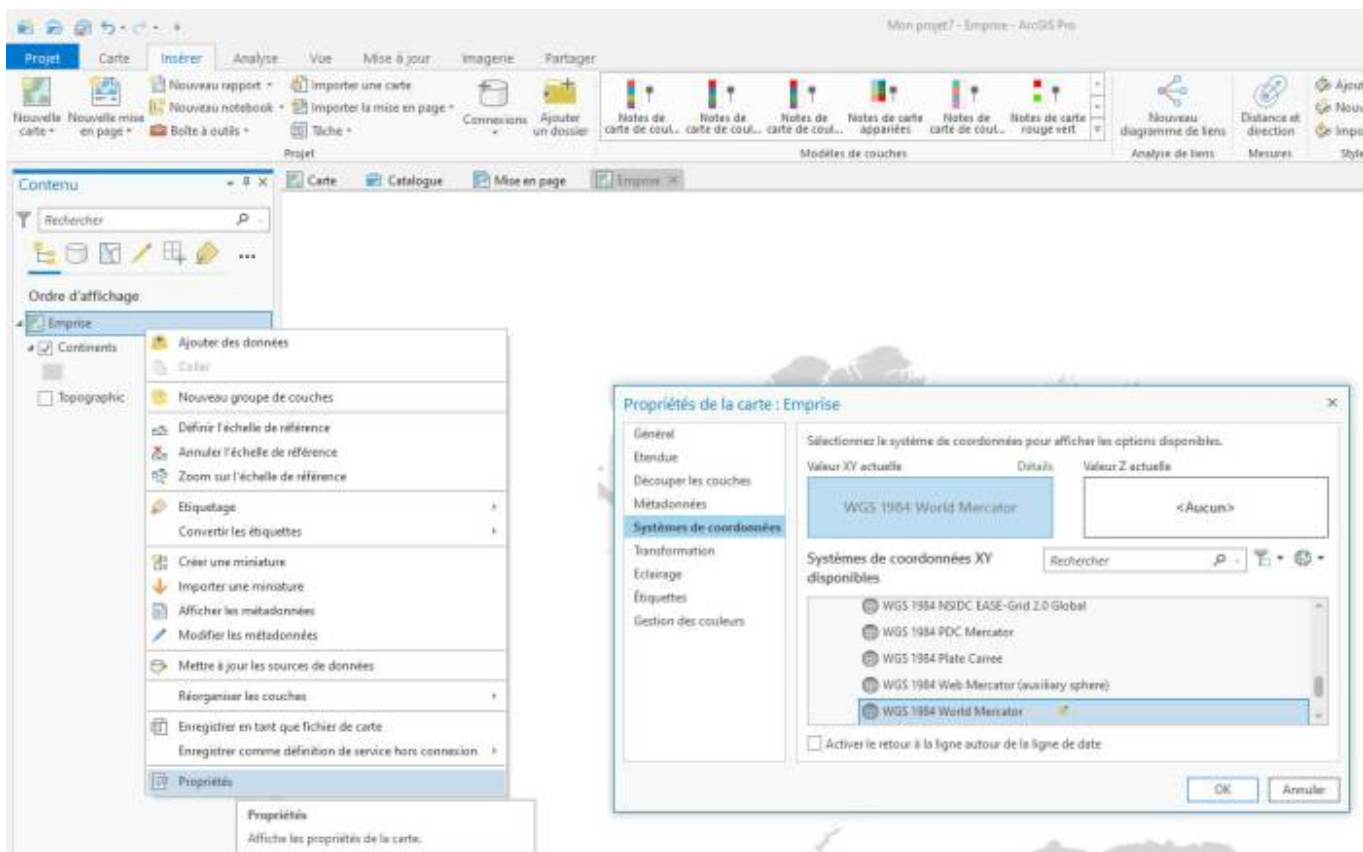 Mon projet7 - Emprise - ArcGIS Pro
Projet Carte Insérer Analyse Vue Mise à jour Imagerie Partager
Nouvelle carte Nouvelle mise en page
Nouveau rapport
Nouveau notebook
Boîte à outils
Importer une carte
Importer la mise en page
Tâche
Connexions
Ajouter un dossier
Notes de carte de coul...
Notes de carte de coul...
Notes de carte de coul...
Notes de carte appariées
Notes de carte de coul...
Notes de carte rouge vert
Nouveau diagramme de liens
Distance et direction
Ajout
Nouv
Impo
Projet Modèles de couches Analyse de liens Mesures Style
Contenu
Carte Catalogue Mise en page Emprise
Rechercher
Ordre d'affichage
Emprise
Continents
Topographic
Ajouter des données
Coller
Nouveau groupe de couches
Définir l'échelle de référence
Annuler l'échelle de référence
Zoom sur l'échelle de référence
Etiquetage
Convertir les étiquettes
Créer une miniature
Importer une miniature
Afficher les métadonnées
Modifier les métadonnées
Mettre à jour les sources de données
Réorganiser les couches
Enregistrer en tant que fichier de carte
Enregistrer comme définition de service hors connexion
Propriétés
Propriétés
Affiche les propriétés de la carte.
Propriétés de la carte : Emprise
Général
Etendue
Découper les couches
Métadonnées
Systèmes de coordonnées
Transformation
Eclairage
Étiquettes
Gestion des couleurs
Sélectionnez le système de coordonnées pour afficher les options disponibles.
Valeur XY actuelle Détails Valeur Z actuelle
WGS 1984 World Mercator <Aucun>
Systèmes de coordonnées XY disponibles
Rechercher
WGS 1984 NSIDC EASE-Grid 2.0 Global
WGS 1984 PDC Mercator
WGS 1984 Plate Carree
WGS 1984 Web Mercator (auxiliary sphere)
WGS 1984 World Mercator
Activer le retour à la ligne autour de la ligne de date
OK Annuler